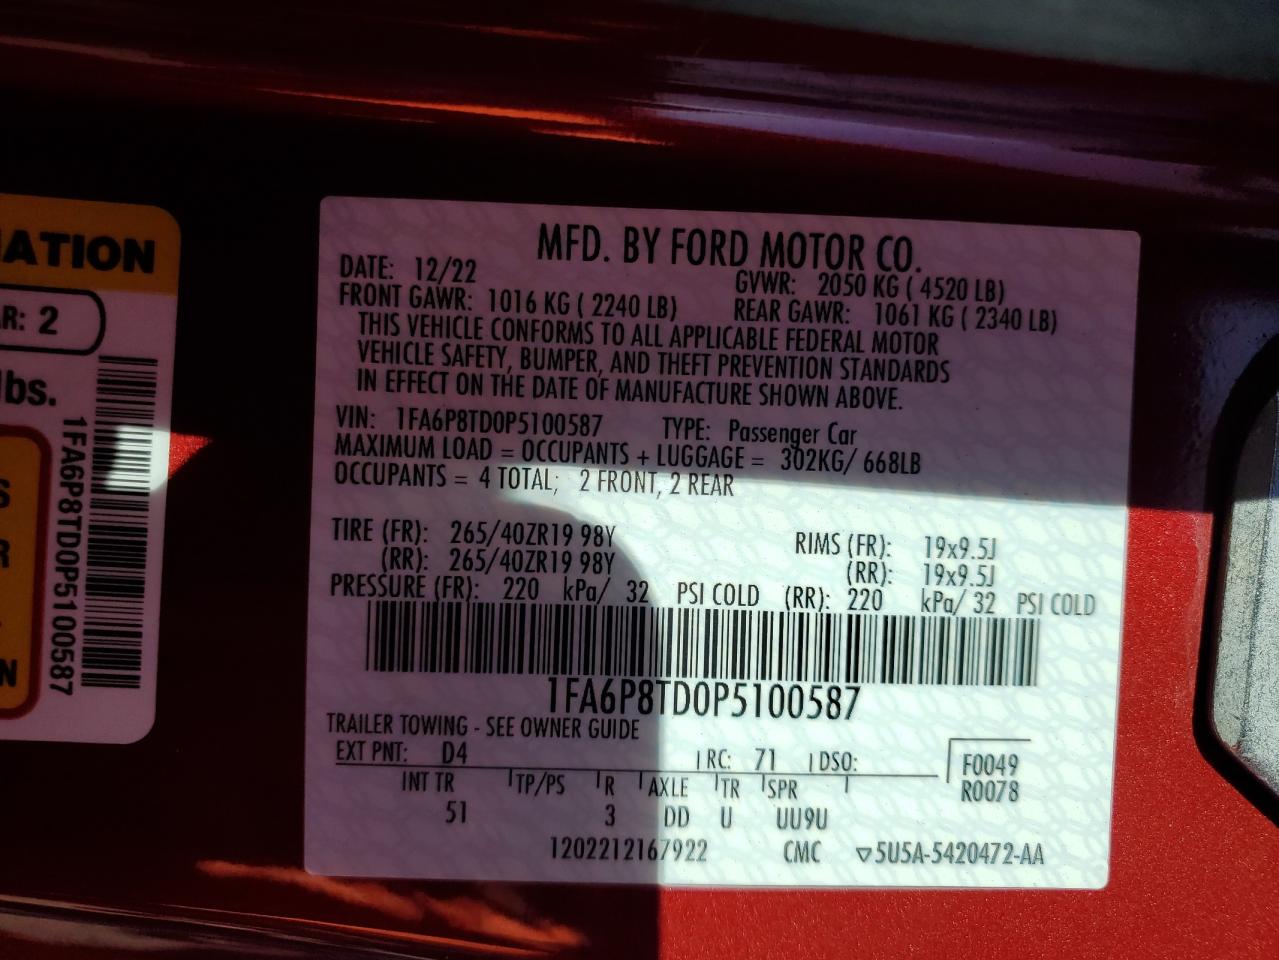 MATION
AR: 2
lbs.
1FA6P8TD0P5100587
S
R
N
MFD. BY FORD MOTOR CO.
DATE: 12/22 GVWR: 2050 KG ( 4520 LB)
FRONT GAWR: 1016 KG ( 2240 LB) REAR GAWR: 1061 KG ( 2340 LB)
THIS VEHICLE CONFORMS TO ALL APPLICABLE FEDERAL MOTOR
VEHICLE SAFETY, BUMPER, AND THEFT PREVENTION STANDARDS
IN EFFECT ON THE DATE OF MANUFACTURE SHOWN ABOVE.
VIN: 1FA6P8TD0P5100587 TYPE: Passenger Car
MAXIMUM LOAD = OCCUPANTS + LUGGAGE = 302KG/ 668LB
OCCUPANTS = 4 TOTAL; 2 FRONT, 2 REAR
TIRE (FR): 265/40ZR19 98Y RIMS (FR): 19x9.5J
(RR): 265/40ZR19 98Y (RR): 19x9.5J
PRESSURE (FR): 220 kPa/ 32 PSI COLD (RR): 220 kPa/ 32 PSI COLD
1FA6P8TD0P5100587
TRAILER TOWING - SEE OWNER GUIDE
EXT PNT: D4 RC: 71 DSO: F0049
R0078
INT TR TP/PS R AXLE TR SPR
51 3 DD U UU9U
1202212167922 CMC ▽5U5A-5420472-AA